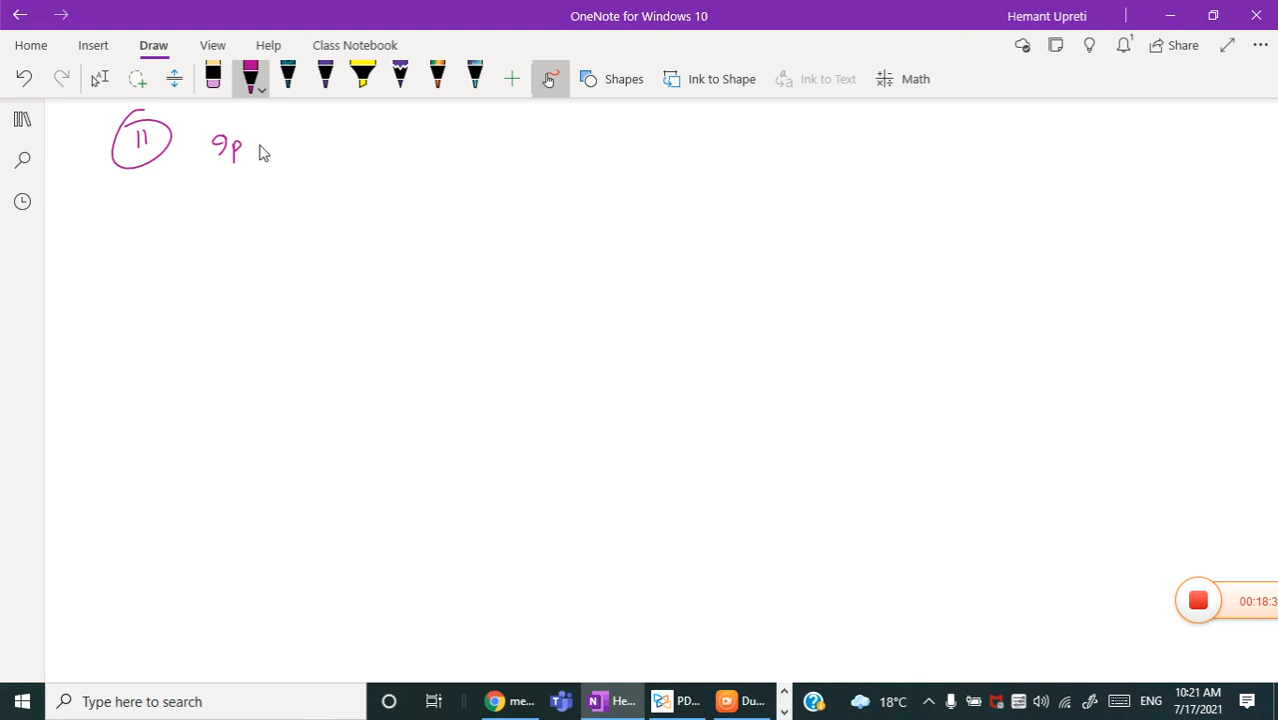 OneNote for Windows 10
Hemant Upreti
Home Insert Draw View Help Class Notebook
Share
Shapes Ink to Shape Ink to Text Math
11 9p
00:18:3
Type here to search
me... He... PD... Du...
18°C ENG
10:21 AM
7/17/2021